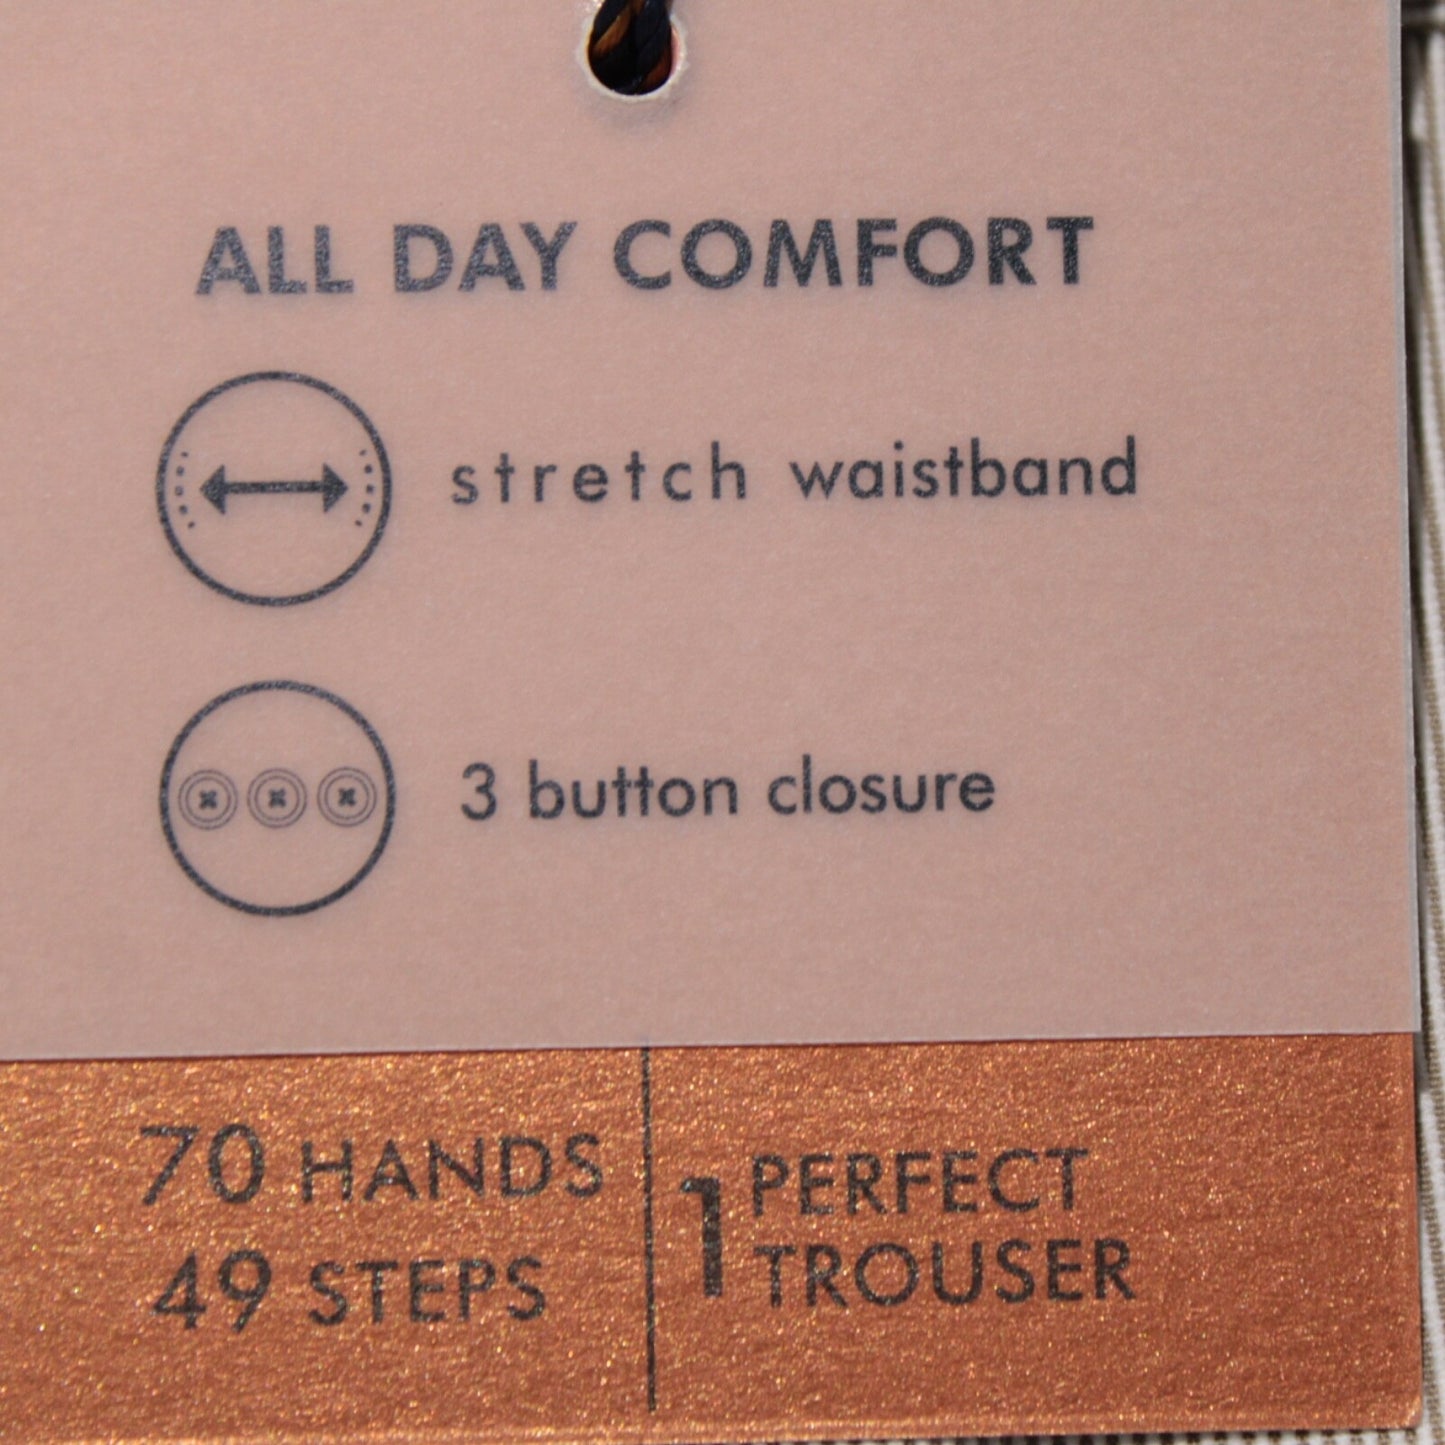 ALL DAY COMFORT
stretch waistband
3 button closure
70 HANDS
49 STEPS
1 PERFECT
TROUSER